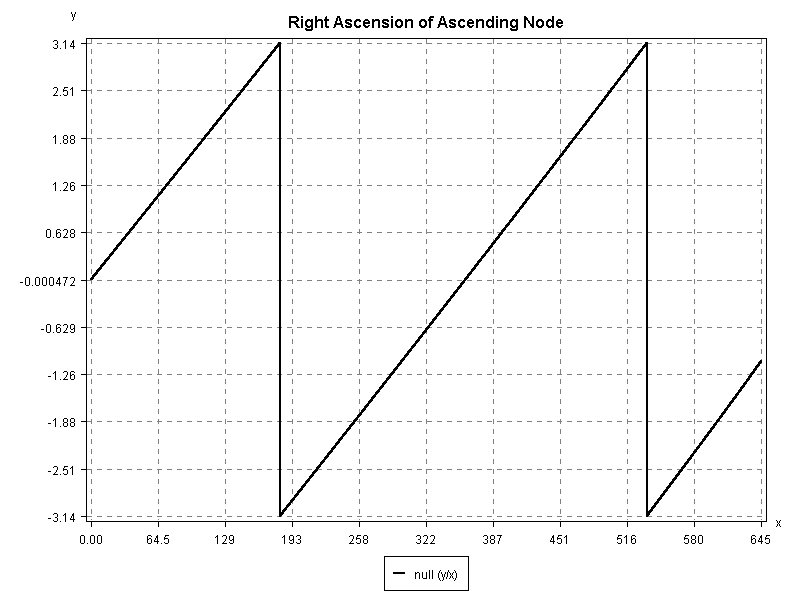 Right Ascension of Ascending Node
y
3.14
2.51
1.88
1.26
0.628
-0.000472
-0.629
-1.26
-1.88
-2.51
-3.14
0.00 64.5 129 193 258 322 387 451 516 580 645
x
null (y/x)